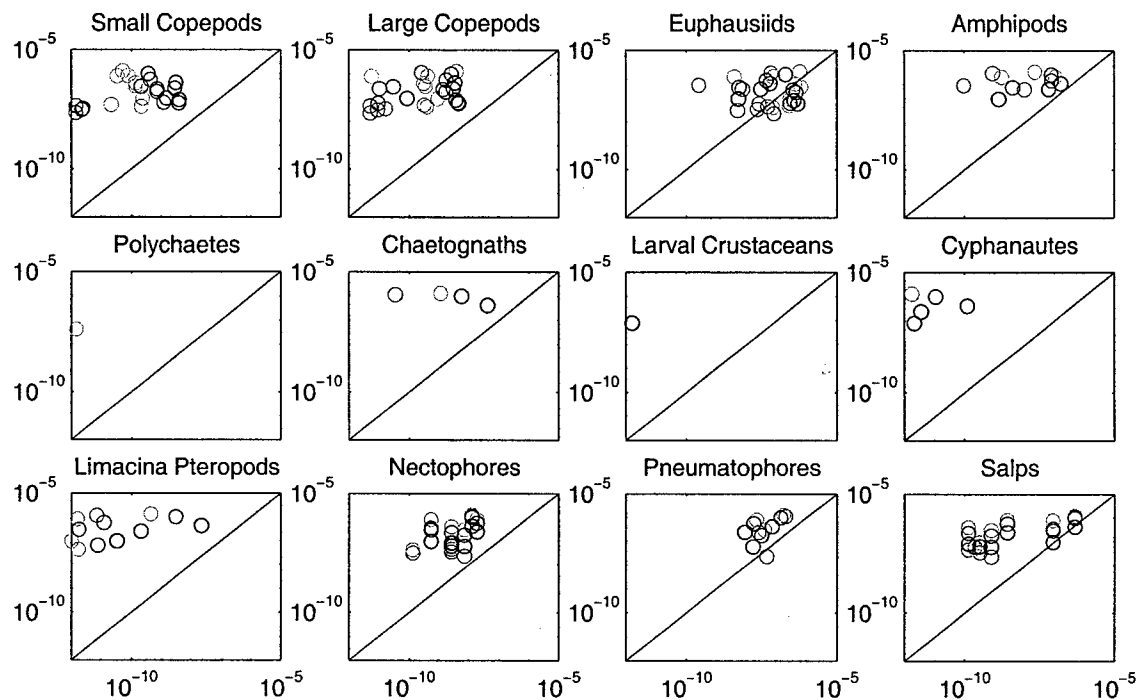 Small Copepods Large Copepods Euphausiids Amphipods
10^-5 10^-5 10^-5 10^-5
10^-10 10^-10 10^-10 10^-10
Polychaetes Chaetognaths Larval Crustaceans Cyphanautes
10^-5 10^-5 10^-5 10^-5
10^-10 10^-10 10^-10 10^-10
Limacina Pteropods Nectophores Pneumatophores Salps
10^-5 10^-5 10^-5 10^-5
10^-10 10^-10 10^-10 10^-10
10^-10 10^-5 10^-10 10^-5 10^-10 10^-5 10^-10 10^-5